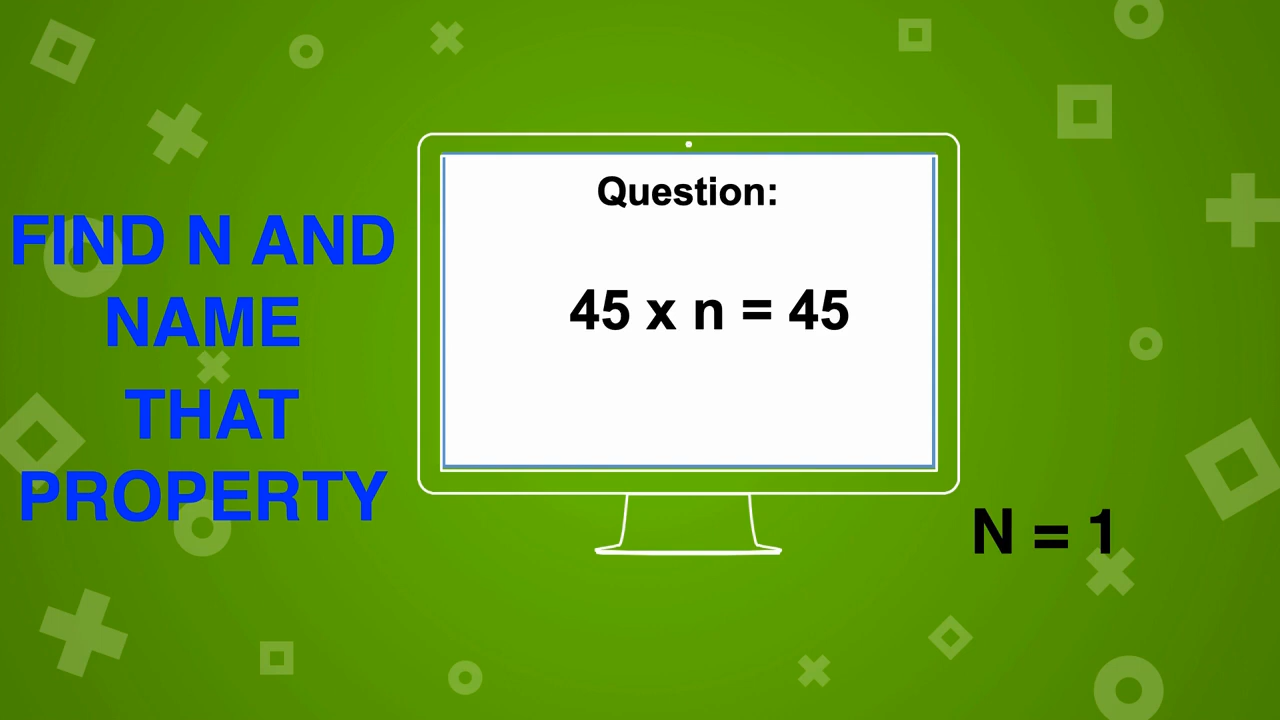 FIND N AND
NAME
THAT
PROPERTY
Question:
45 x n = 45
N = 1